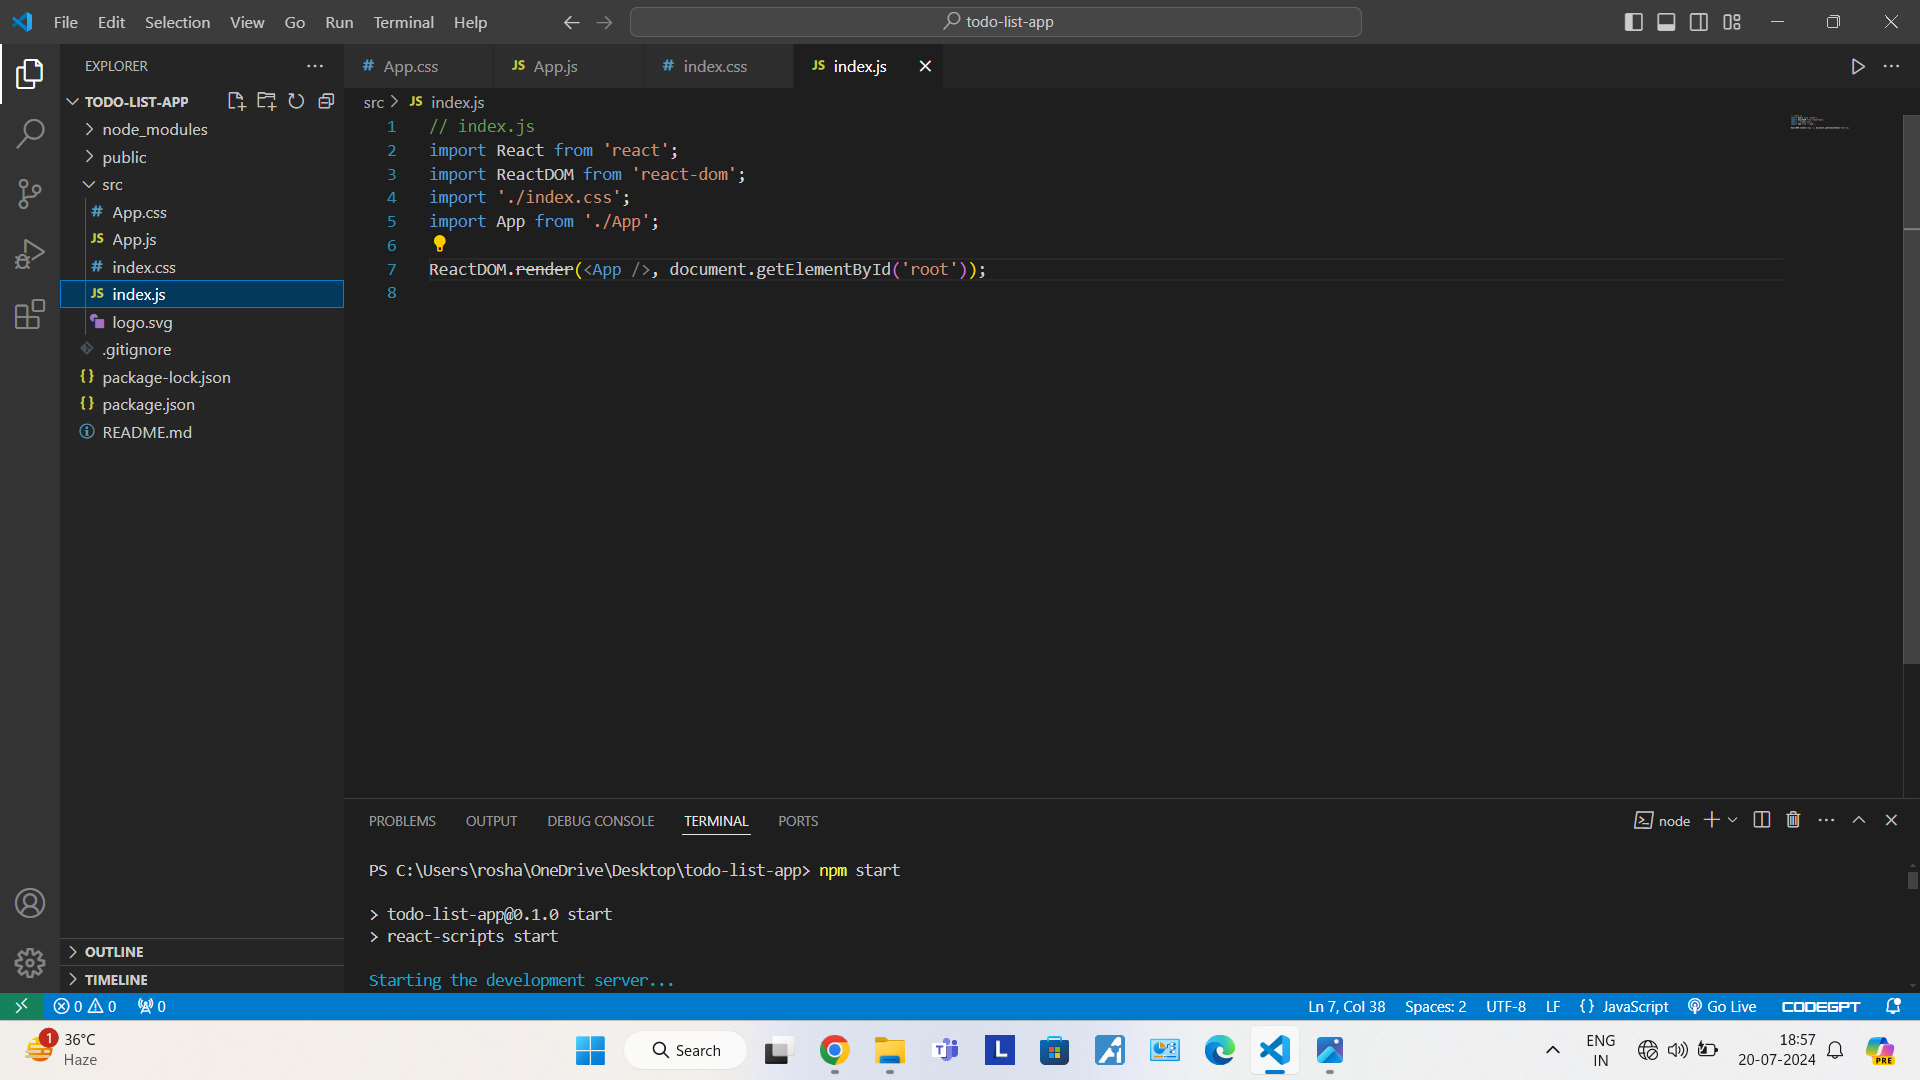 File Edit Selection View Go Run Terminal Help
todo-list-app
EXPLORER
TODO-LIST-APP
node_modules
public
src
# App.css
JS App.js
# index.css
JS index.js
logo.svg
.gitignore
{} package-lock.json
{} package.json
README.md
OUTLINE
TIMELINE
# App.css JS App.js # index.css JS index.js
src > JS index.js
1 // index.js
2 import React from 'react';
3 import ReactDOM from 'react-dom';
4 import './index.css';
5 import App from './App';
6
7 ReactDOM.render(<App />, document.getElementById('root'));
8
PROBLEMS OUTPUT DEBUG CONSOLE TERMINAL PORTS
node
PS C:\Users\rosha\OneDrive\Desktop\todo-list-app> npm start
> todo-list-app@0.1.0 start
> react-scripts start
Starting the development server...
0 0 0
Ln 7, Col 38 Spaces: 2 UTF-8 LF {} JavaScript Go Live CODEGPT
1
36°C
Haze
Search
T
L
ENG
IN
18:57
20-07-2024
PRE